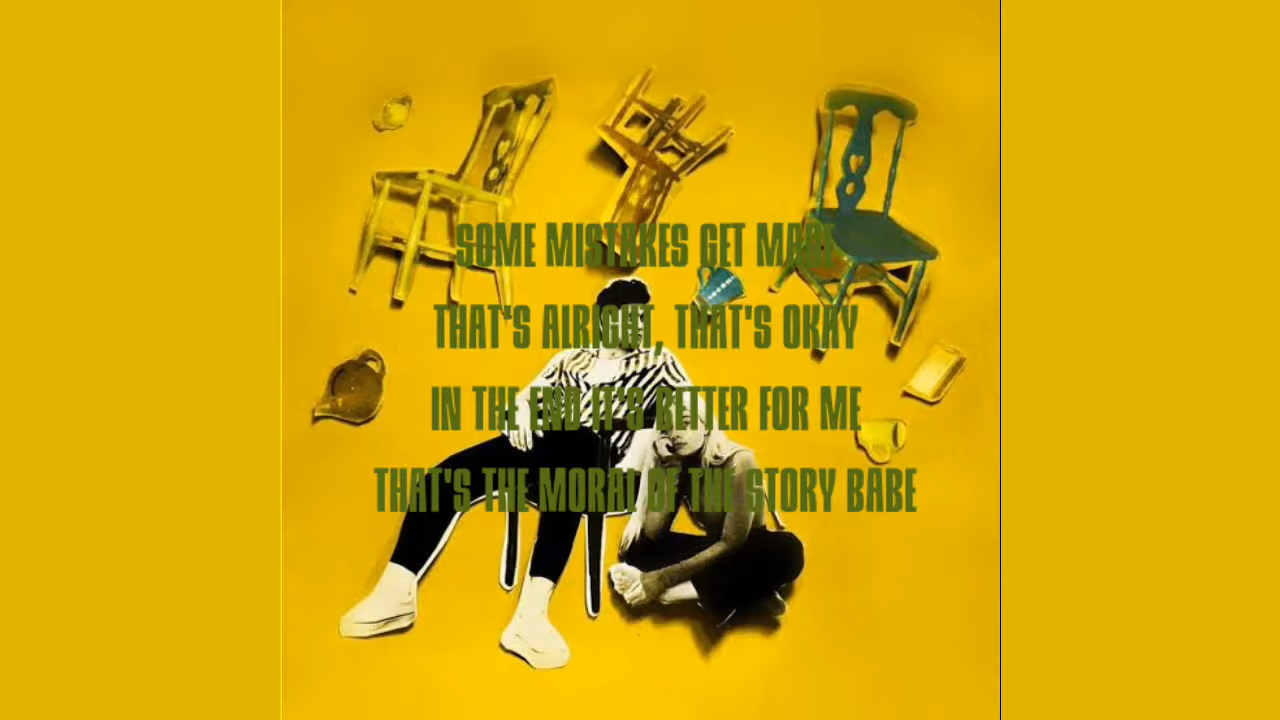 SOME MISTAKES GET MADE
THAT'S ALRIGHT, THAT'S OKAY
IN THE END IT'S BETTER FOR ME
THAT'S THE MORAL OF THE STORY BABE